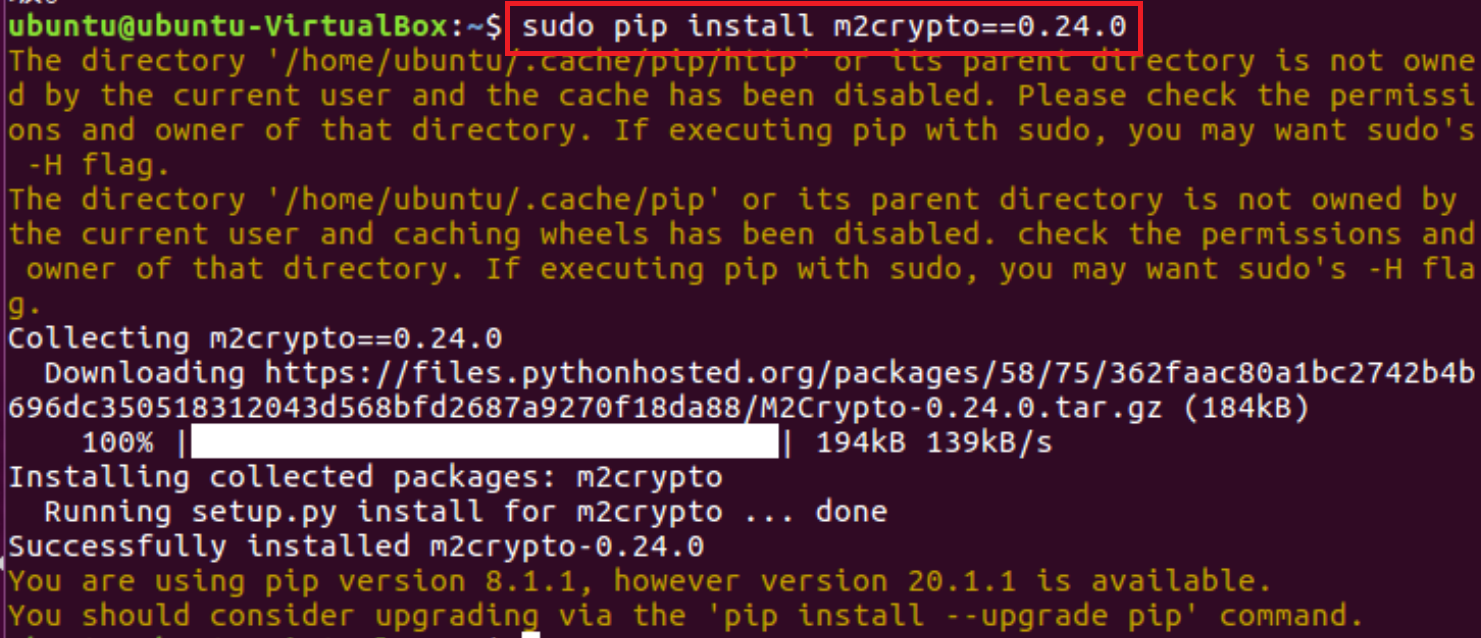 ubuntu@ubuntu-VirtualBox:~$ sudo pip install m2crypto==0.24.0
The directory '/home/ubuntu/.cache/pip/http' or its parent directory is not owne
d by the current user and the cache has been disabled. Please check the permissi
ons and owner of that directory. If executing pip with sudo, you may want sudo's
 -H flag.
The directory '/home/ubuntu/.cache/pip' or its parent directory is not owned by
the current user and caching wheels has been disabled. check the permissions and
 owner of that directory. If executing pip with sudo, you may want sudo's -H fla
g.
Collecting m2crypto==0.24.0
  Downloading https://files.pythonhosted.org/packages/58/75/362faac80a1bc2742b4b
696dc350518312043d568bfd2687a9270f18da88/M2Crypto-0.24.0.tar.gz (184kB)
    100% |                                | 194kB 139kB/s
Installing collected packages: m2crypto
  Running setup.py install for m2crypto ... done
Successfully installed m2crypto-0.24.0
You are using pip version 8.1.1, however version 20.1.1 is available.
You should consider upgrading via the 'pip install --upgrade pip' command.